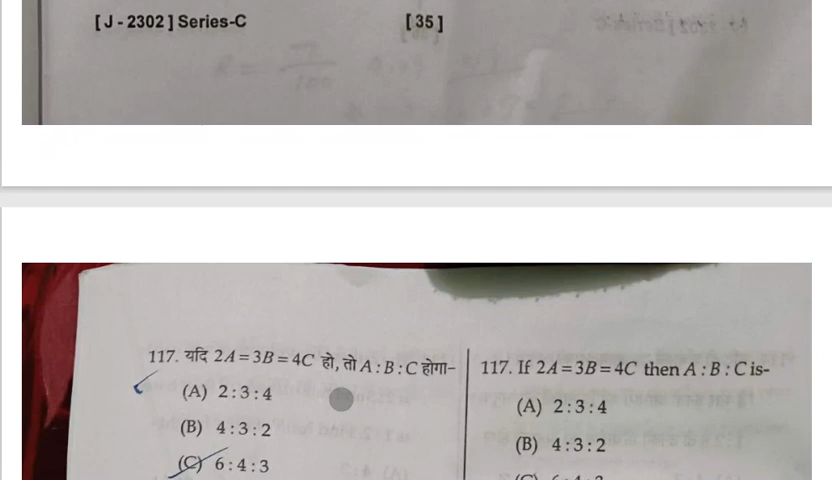 [ J - 2302 ] Series-C
[ 35 ]
117. यदि 2A = 3B = 4C हो, तो A : B : C होगा-
(A) 2 : 3 : 4
(B) 4 : 3 : 2
(C) 6 : 4 : 3
117. If 2A = 3B = 4C then A : B : C is-
(A) 2 : 3 : 4
(B) 4 : 3 : 2